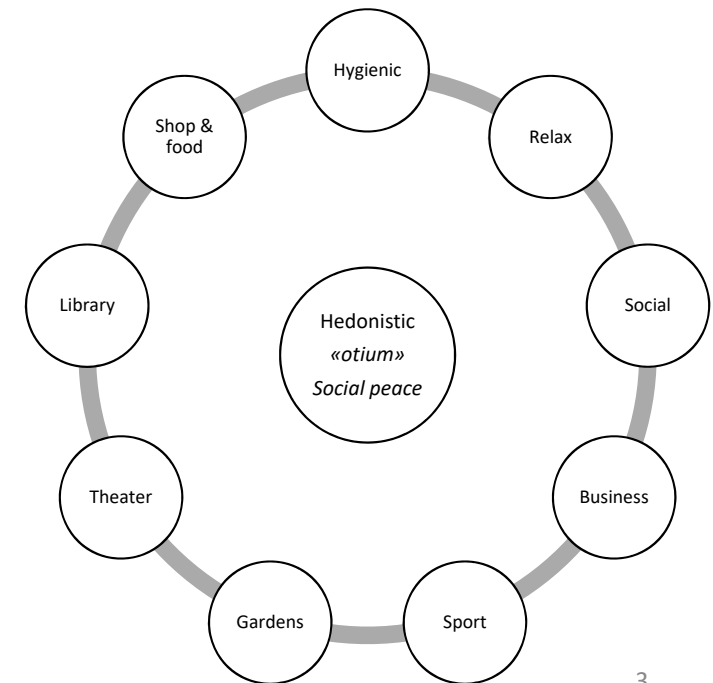 Hygienic
Relax
Social
Business
Sport
Gardens
Theater
Library
Shop &
food
Hedonistic
«otium»
Social peace
3